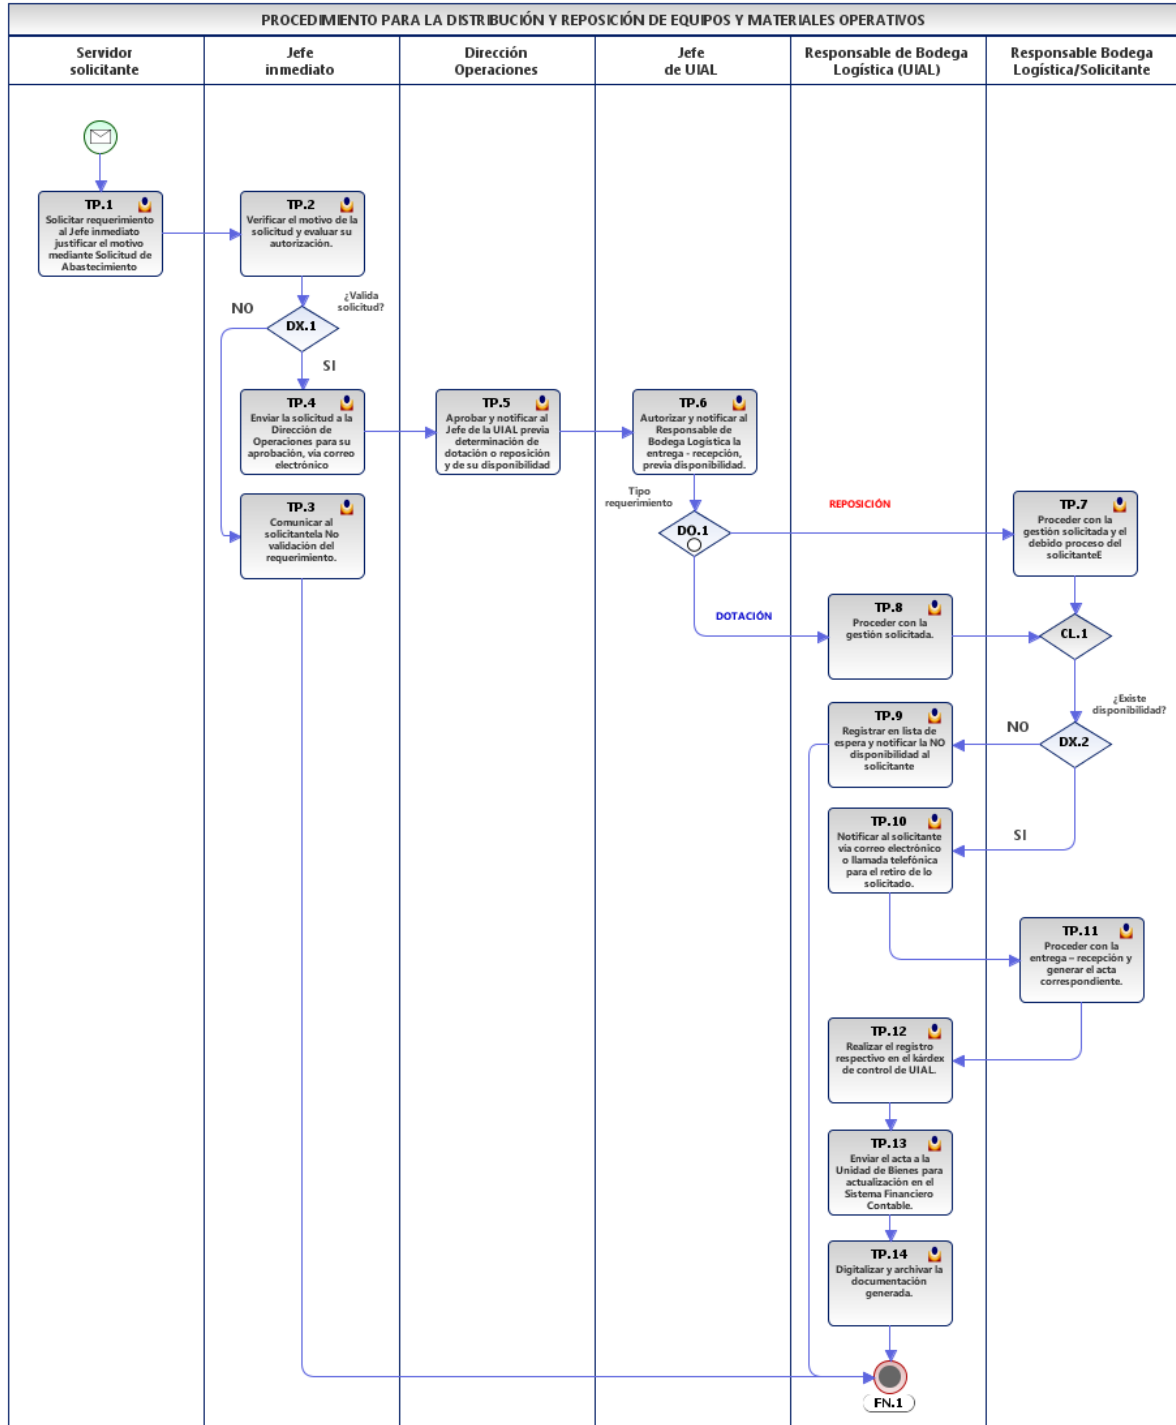 PROCEDIMIENTO PARA LA DISTRIBUCIÓN Y REPOSICIÓN DE EQUIPOS Y MATERIALES OPERATIVOS
Servidor
solicitante
Jefe
inmediato
Dirección
Operaciones
Jefe
de UIAL
Responsable de Bodega
Logística (UIAL)
Responsable Bodega
Logística/Solicitante
TP.1
Solicitar requerimiento
al Jefe inmediato
justificar el motivo
mediante Solicitud de
Abastecimiento
TP.2
Verificar el motivo de la
solicitud y evaluar su
autorización.
¿Valida
solicitud?
NO
DX.1
SI
TP.4
Enviar la solicitud a la
Dirección de
Operaciones para su
aprobación, vía correo
electrónico
TP.5
Aprobar y notificar al
Jefe de la UIAL previa
determinación de
dotación o reposición
y de su disponibilidad
TP.6
Autorizar y notificar al
Responsable de
Bodega Logística la
entrega - recepción,
previa disponibilidad.
TP.3
Comunicar al
solicitantela No
validación del
requerimiento.
Tipo
requerimiento
DO.1
REPOSICIÓN
TP.7
Proceder con la
gestión solicitada y el
debido proceso del
solicitanteE
DOTACIÓN
TP.8
Proceder con la
gestión solicitada.
CL.1
¿Existe
disponibilidad?
NO
DX.2
TP.9
Registrar en lista de
espera y notificar la NO
disponibilidad al
solicitante
SI
TP.10
Notificar al solicitante
vía correo electrónico
o llamada telefónica
para el retiro de lo
solicitado.
TP.11
Proceder con la
entrega – recepción y
generar el acta
correspondiente.
TP.12
Realizar el registro
respectivo en el kárdex
de control de UIAL.
TP.13
Enviar el acta a la
Unidad de Bienes para
actualización en el
Sistema Financiero
Contable.
TP.14
Digitalizar y archivar la
documentación
generada.
FN.1